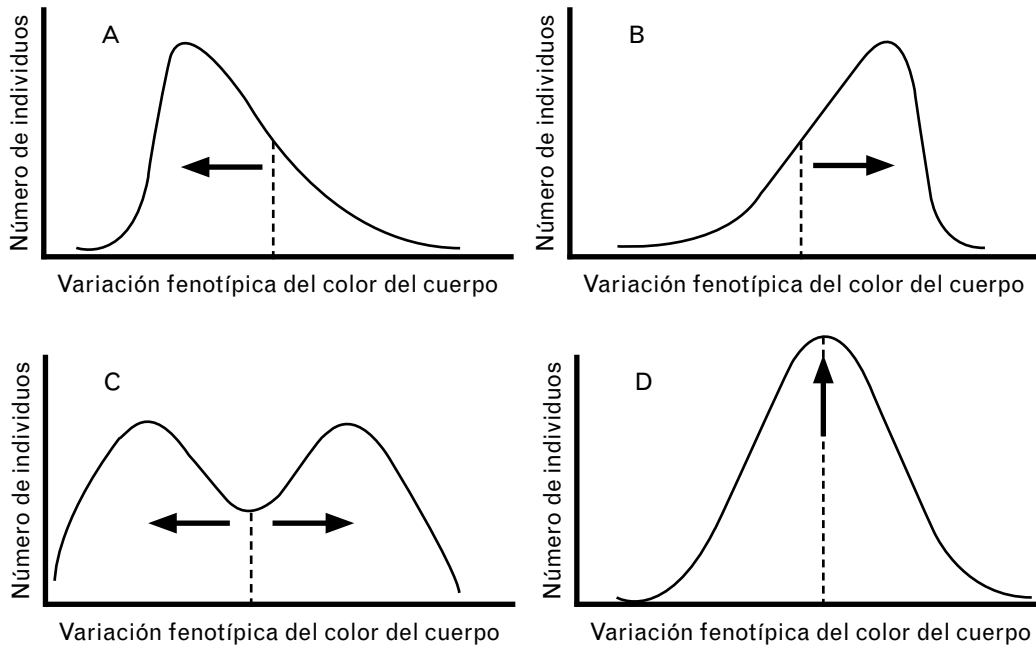 A
Número de individuos
Variación fenotípica del color del cuerpo
B
Número de individuos
Variación fenotípica del color del cuerpo
C
Número de individuos
Variación fenotípica del color del cuerpo
D
Número de individuos
Variación fenotípica del color del cuerpo